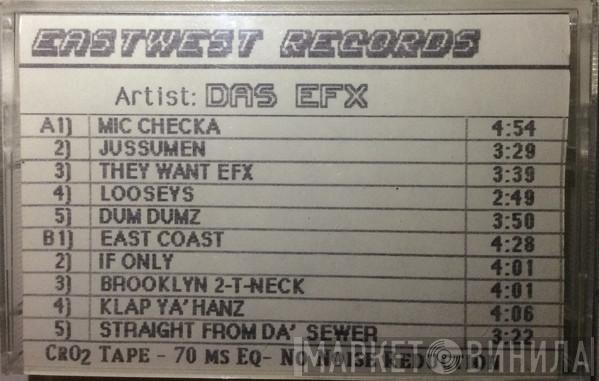 EASTWEST RECORDS
Artist: DAS EFX
A1) MIC CHECKA 4:54
2) JUSSUMEN 3:29
3) THEY WANT EFX 3:39
4) LOOSEYS 2:49
5) DUM DUMZ 3:50
B1) EAST COAST 4:28
2) IF ONLY 4:01
3) BROOKLYN 2-T-NECK 4:01
4) KLAP YA' HANZ 4:06
5) STRAIGHT FROM DA' SEWER 3:22
CRO2 TAPE - 70 MS EQ- NO NOISE REDUCTION
МАРКЕТ ВИНИЛА